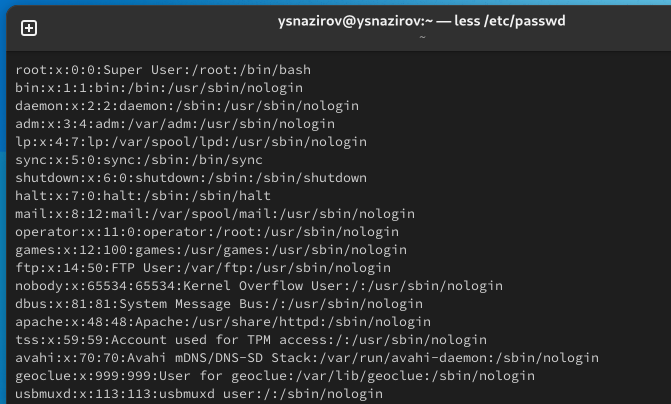 ysnazirov@ysnazirov:~ — less /etc/passwd
~
root:x:0:0:Super User:/root:/bin/bash
bin:x:1:1:bin:/bin:/usr/sbin/nologin
daemon:x:2:2:daemon:/sbin:/usr/sbin/nologin
adm:x:3:4:adm:/var/adm:/usr/sbin/nologin
lp:x:4:7:lp:/var/spool/lpd:/usr/sbin/nologin
sync:x:5:0:sync:/sbin:/bin/sync
shutdown:x:6:0:shutdown:/sbin:/sbin/shutdown
halt:x:7:0:halt:/sbin:/sbin/halt
mail:x:8:12:mail:/var/spool/mail:/usr/sbin/nologin
operator:x:11:0:operator:/root:/usr/sbin/nologin
games:x:12:100:games:/usr/games:/usr/sbin/nologin
ftp:x:14:50:FTP User:/var/ftp:/usr/sbin/nologin
nobody:x:65534:65534:Kernel Overflow User:/:/usr/sbin/nologin
dbus:x:81:81:System Message Bus:/:/usr/sbin/nologin
apache:x:48:48:Apache:/usr/share/httpd:/sbin/nologin
tss:x:59:59:Account used for TPM access:/:/usr/sbin/nologin
avahi:x:70:70:Avahi mDNS/DNS-SD Stack:/var/run/avahi-daemon:/sbin/nologin
geoclue:x:999:999:User for geoclue:/var/lib/geoclue:/sbin/nologin
usbmuxd:x:113:113:usbmuxd user:/:/sbin/nologin